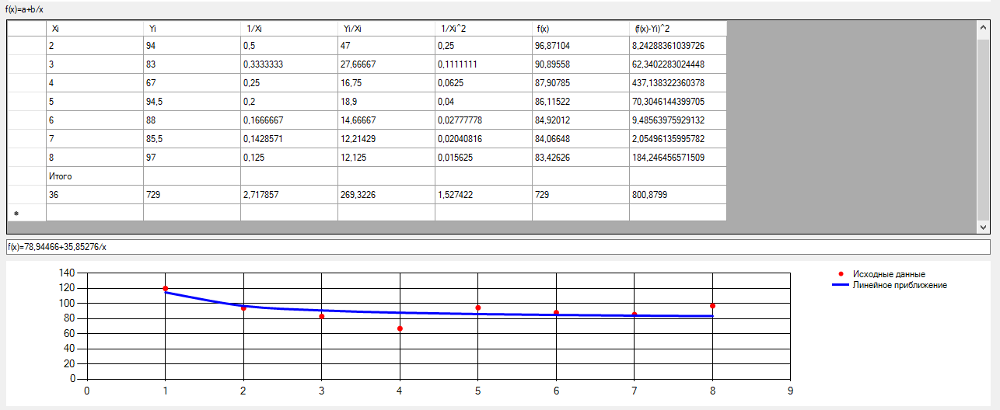 f(x)=a+b/x
Xi Yi 1/Xi Yi/Xi 1/Xi^2 f(x) (f(x)-Yi)^2
2 94 0,5 47 0,25 96,87104 8,24288361039726
3 83 0,3333333 27,66667 0,1111111 90,89558 62,3402283024448
4 67 0,25 16,75 0,0625 87,90785 437,138322360378
5 94,5 0,2 18,9 0,04 86,11522 70,3046144399705
6 88 0,1666667 14,66667 0,02777778 84,92012 9,48563975929132
7 85,5 0,1428571 12,21429 0,02040816 84,06648 2,05496135995782
8 97 0,125 12,125 0,015625 83,42626 184,246456571509
Итого
36 729 2,717857 269,3226 1,527422 729 800,8799
*
f(x)=78,94466+35,85276/x
140
120
100
80
60
40
20
0
0 1 2 3 4 5 6 7 8 9
Исходные данные
Линейное приближение